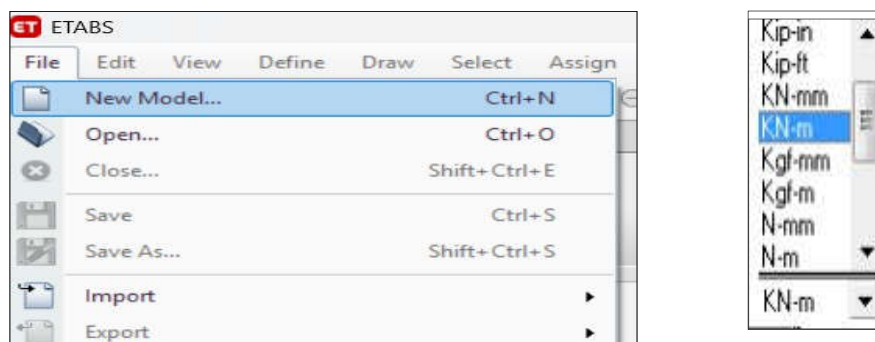 ET ETABS
File Edit View Define Draw Select Assign
New Model... Ctrl+N
Open... Ctrl+O
Close... Shift+Ctrl+E
Save Ctrl+S
Save As... Shift+Ctrl+S
Import
Export
Kip-in
Kip-ft
KN-mm
KN-m
Kgf-mm
Kgf-m
N-mm
N-m
KN-m